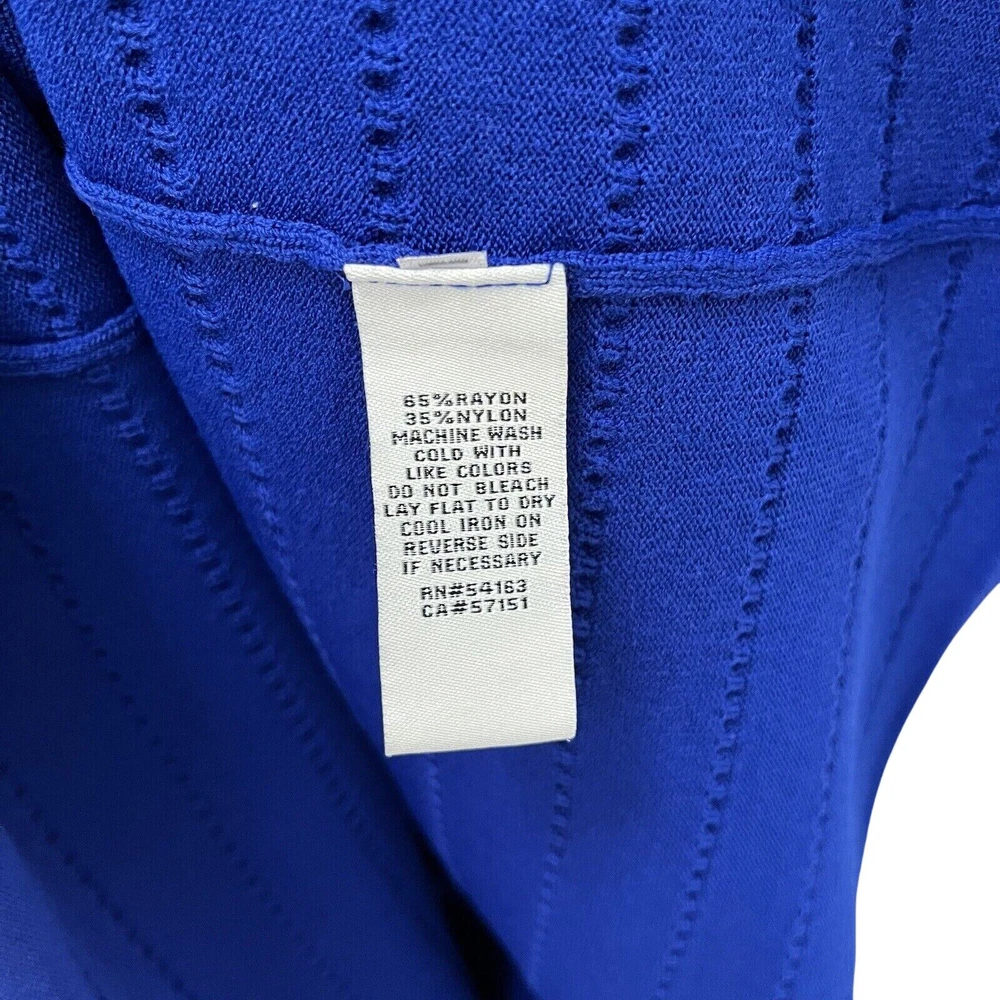 65%RAYON
35%NYLON
MACHINE WASH
COLD WITH
LIKE COLORS
DO NOT BLEACH
LAY FLAT TO DRY
COOL IRON ON
REVERSE SIDE
IF NECESSARY
RN#54163
CA#57151